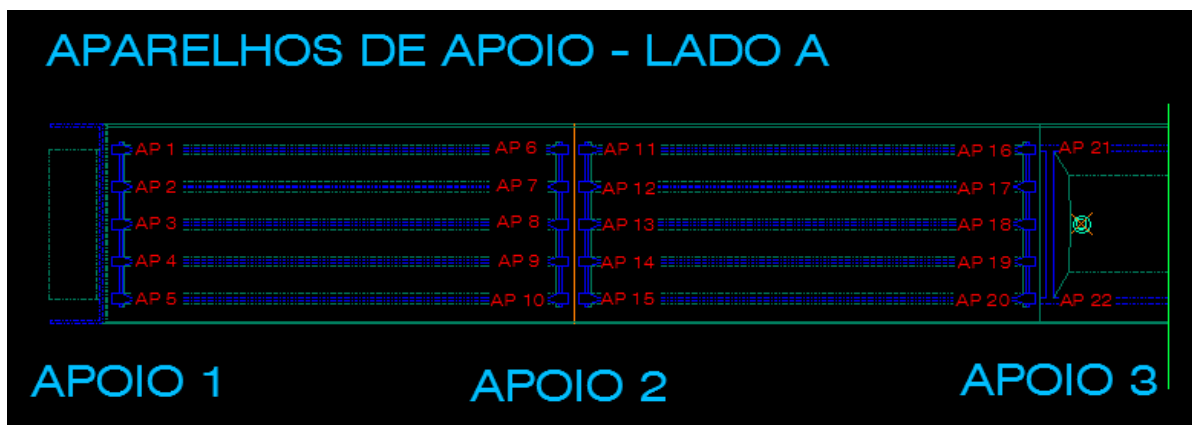 APARELHOS DE APOIO - LADO A
AP 1 AP 6 AP 11 AP 16 AP 21
AP 2 AP 7 AP 12 AP 17
AP 3 AP 8 AP 13 AP 18
AP 4 AP 9 AP 14 AP 19
AP 5 AP 10 AP 15 AP 20 AP 22
APOIO 1 APOIO 2 APOIO 3